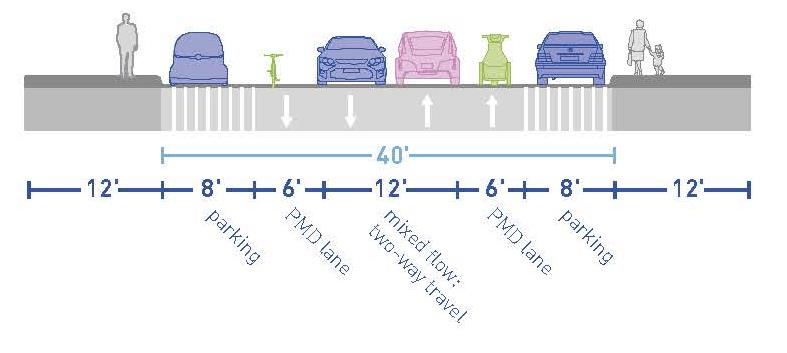 40'
12' 8' 6' 12' 6' 8' 12'
parking
PMD lane
mixed flow:
two-way travel
PMD lane
parking